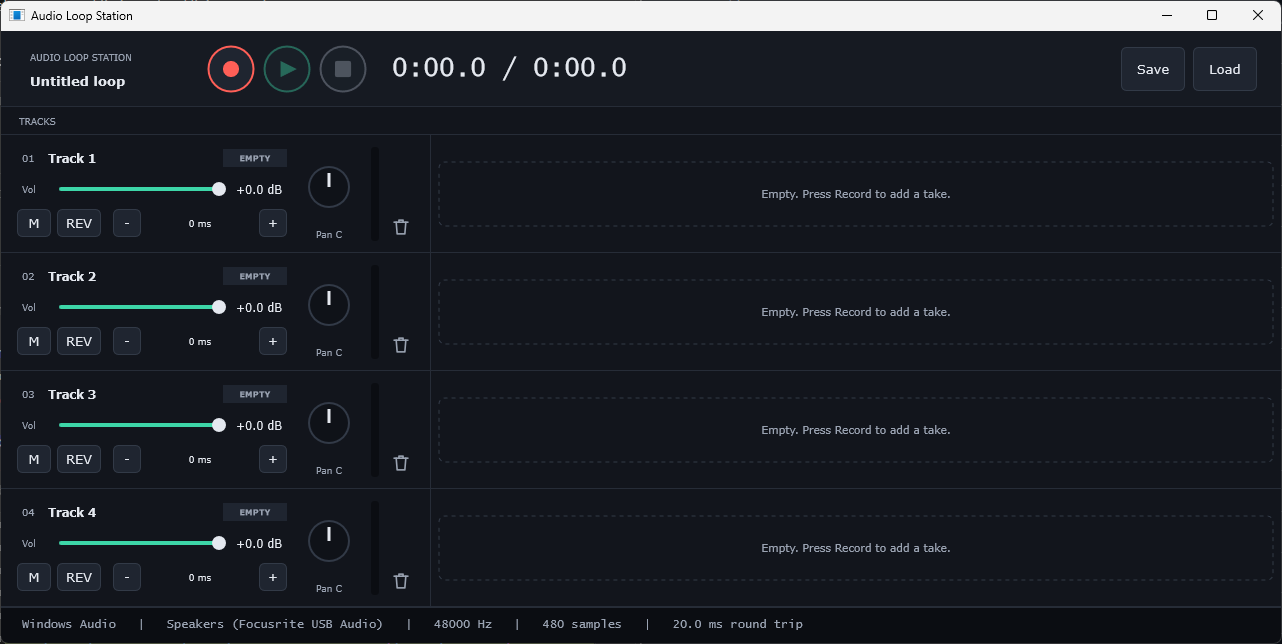 Audio Loop Station
AUDIO LOOP STATION
Untitled loop
0:00.0 / 0:00.0
Save
Load
TRACKS
01 Track 1 EMPTY
Vol +0.0 dB
M REV - 0 ms +
Pan C
Empty. Press Record to add a take.
02 Track 2 EMPTY
Vol +0.0 dB
M REV - 0 ms +
Pan C
Empty. Press Record to add a take.
03 Track 3 EMPTY
Vol +0.0 dB
M REV - 0 ms +
Pan C
Empty. Press Record to add a take.
04 Track 4 EMPTY
Vol +0.0 dB
M REV - 0 ms +
Pan C
Empty. Press Record to add a take.
Windows Audio | Speakers (Focusrite USB Audio) | 48000 Hz | 480 samples | 20.0 ms round trip